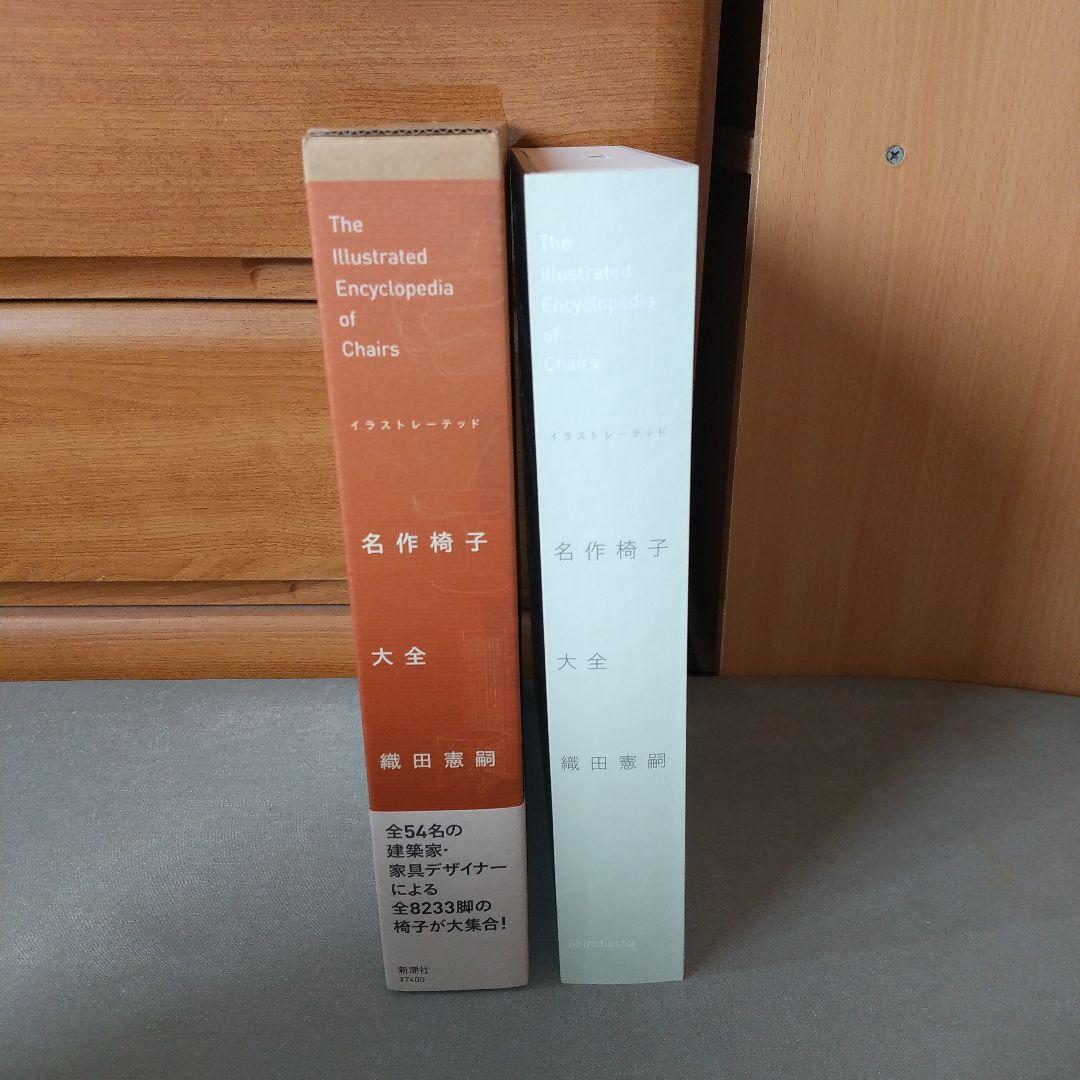 The
Illustrated
Encyclopedia
of
Chairs
イラストレーテッド
名作椅子
大全
織田憲嗣
全54名の
建築家・
家具デザイナー
による
全8233脚の
椅子が大集合！
新潮社
¥7400
The
Illustrated
Encyclopedia
of
Chairs
イラストレーテッド
名作椅子
大全
織田憲嗣
Shinchosha